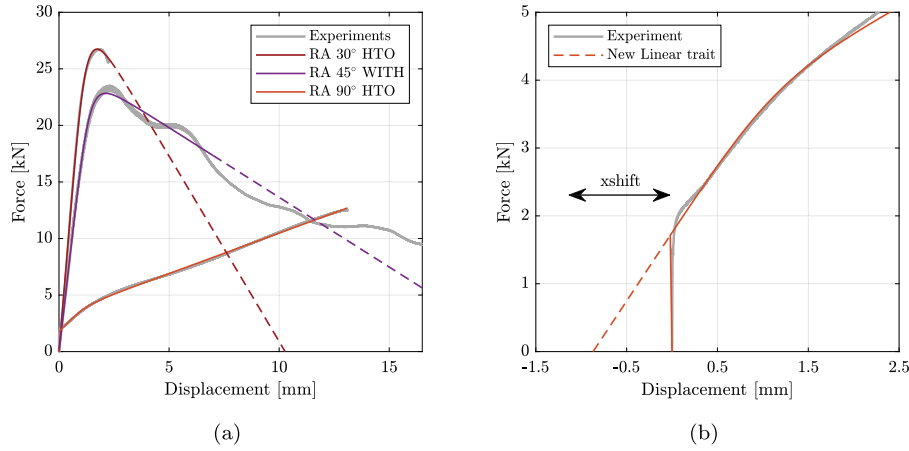 30
25
20
15
10
5
0
Force [kN]
0
5
10
15
Displacement [mm]
Experiments
RA 30° HTO
RA 45° WITH
RA 90° HTO
(a)
5
4
3
2
1
0
Force [kN]
-1.5
-0.5
0.5
1.5
2.5
Displacement [mm]
Experiment
New Linear trait
xshift
(b)